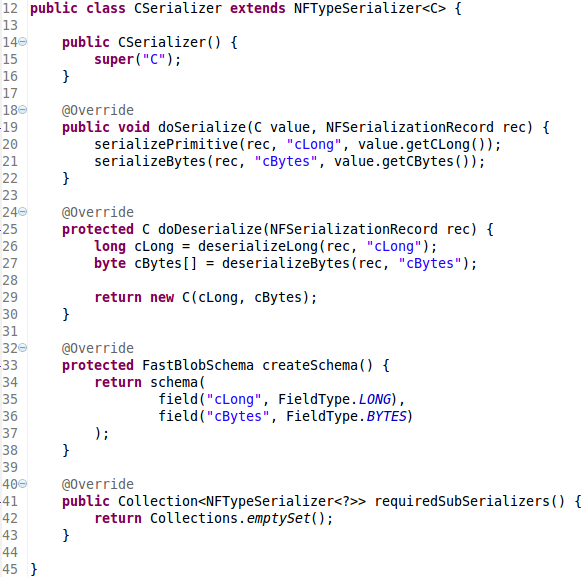 12 public class CSerializer extends NFTypeSerializer<C> {
13
14 public CSerializer() {
15 super("C");
16 }
17
18 @Override
19 public void doSerialize(C value, NFSerializationRecord rec) {
20 serializePrimitive(rec, "cLong", value.getCLong());
21 serializeBytes(rec, "cBytes", value.getCBytes());
22 }
23
24 @Override
25 protected C doDeserialize(NFSerializationRecord rec) {
26 long cLong = deserializeLong(rec, "cLong");
27 byte cBytes[] = deserializeBytes(rec, "cBytes");
28
29 return new C(cLong, cBytes);
30 }
31
32 @Override
33 protected FastBlobSchema createSchema() {
34 return schema(
35 field("cLong", FieldType.LONG),
36 field("cBytes", FieldType.BYTES)
37 );
38 }
39
40 @Override
41 public Collection<NFTypeSerializer<?>> requiredSubSerializers() {
42 return Collections.emptySet();
43 }
44
45 }